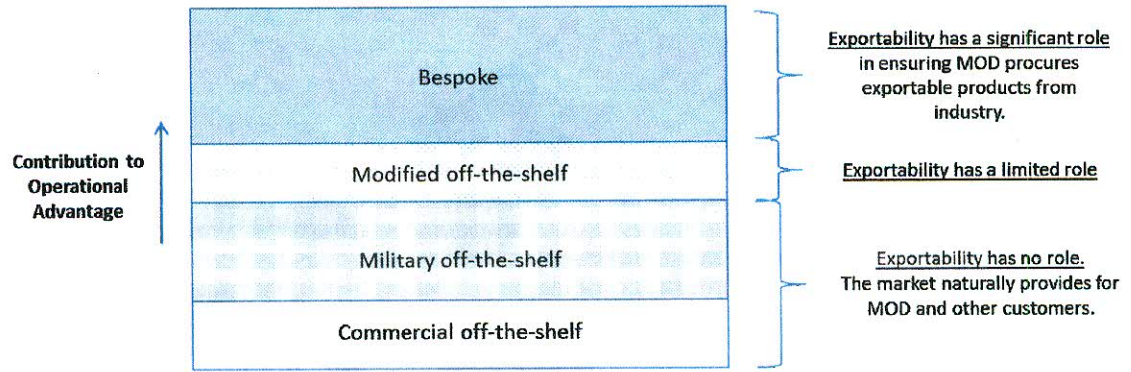 Contribution to
Operational
Advantage
Bespoke
Modified off-the-shelf
Military off-the-shelf
Commercial off-the-shelf
Exportability has a significant role
in ensuring MOD procures
exportable products from
industry.
Exportability has a limited role
Exportability has no role.
The market naturally provides for
MOD and other customers.